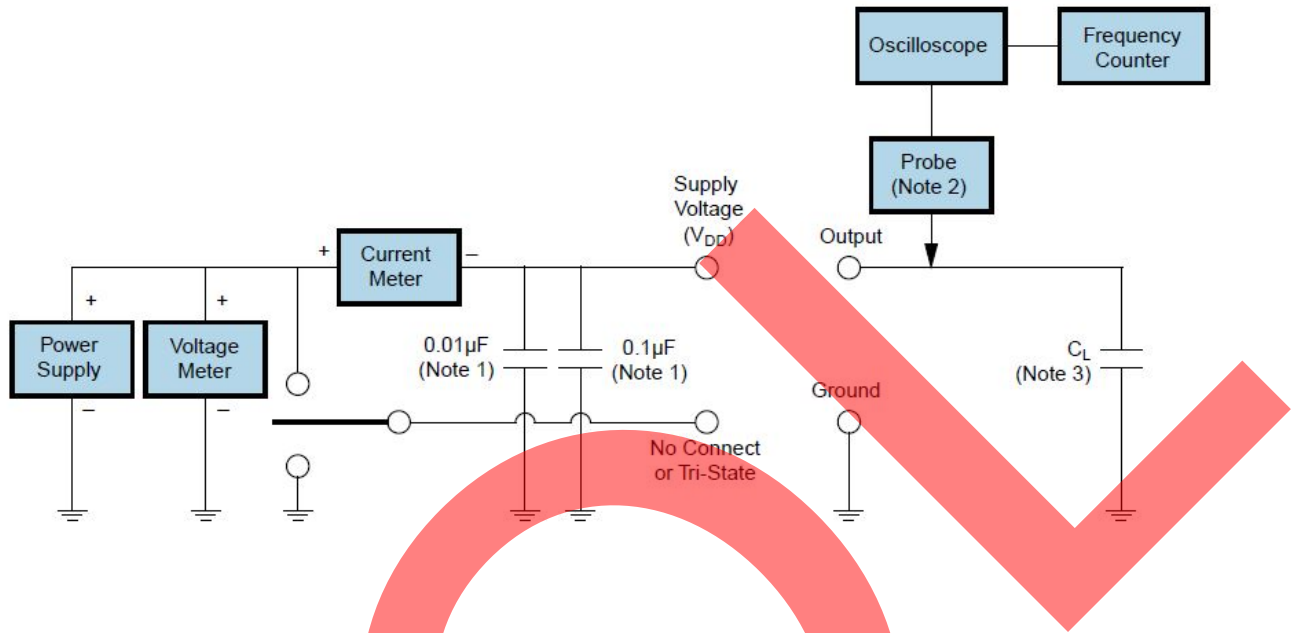 Oscilloscope
Frequency
Counter
Probe
(Note 2)
Supply
Voltage
(VDD)
Output
+
Current
Meter
–
+
+
Power
Supply
Voltage
Meter
–
–
0.01µF
(Note 1)
0.1µF
(Note 1)
CL
(Note 3)
Ground
No Connect
or Tri-State